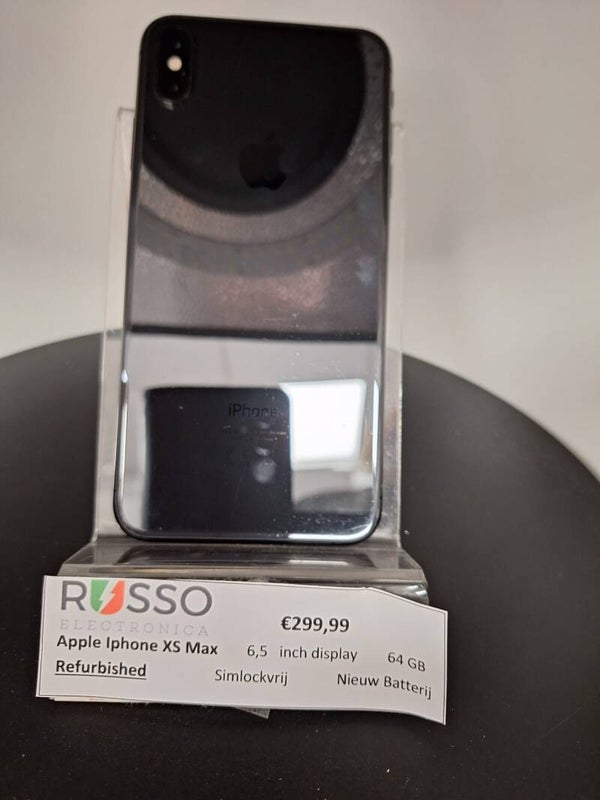 iPhone
RUSSO
ELECTRONICA
€299,99
Apple Iphone XS Max 6,5 inch display 64 GB
Refurbished Simlockvrij Nieuw Batterij